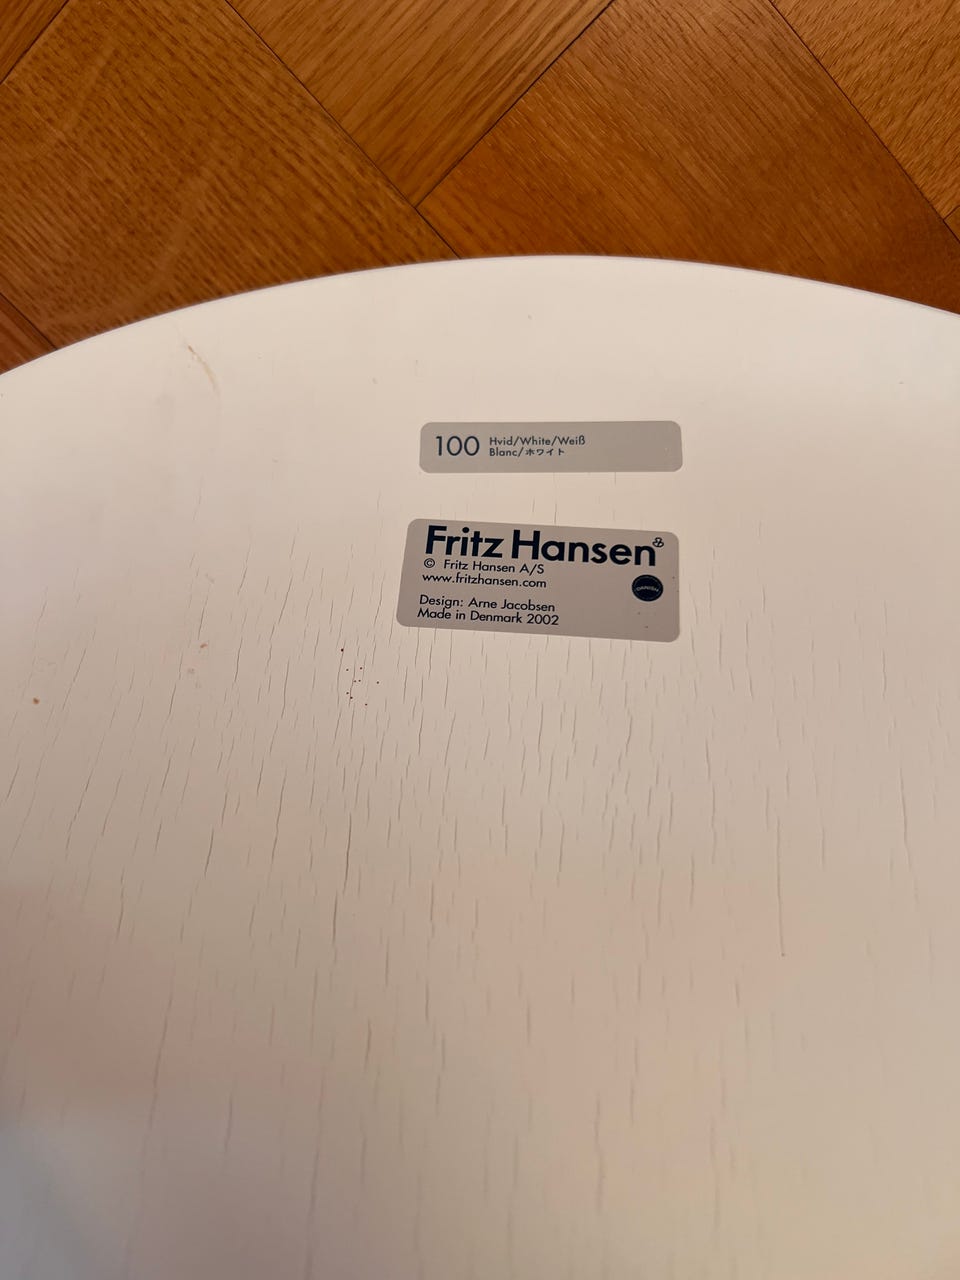 100 Hvid/White/Weiß
Blanc/ホワイト
Fritz Hansen
© Fritz Hansen A/S
www.fritzhansen.com
DANISH
Design: Arne Jacobsen
Made in Denmark 2002